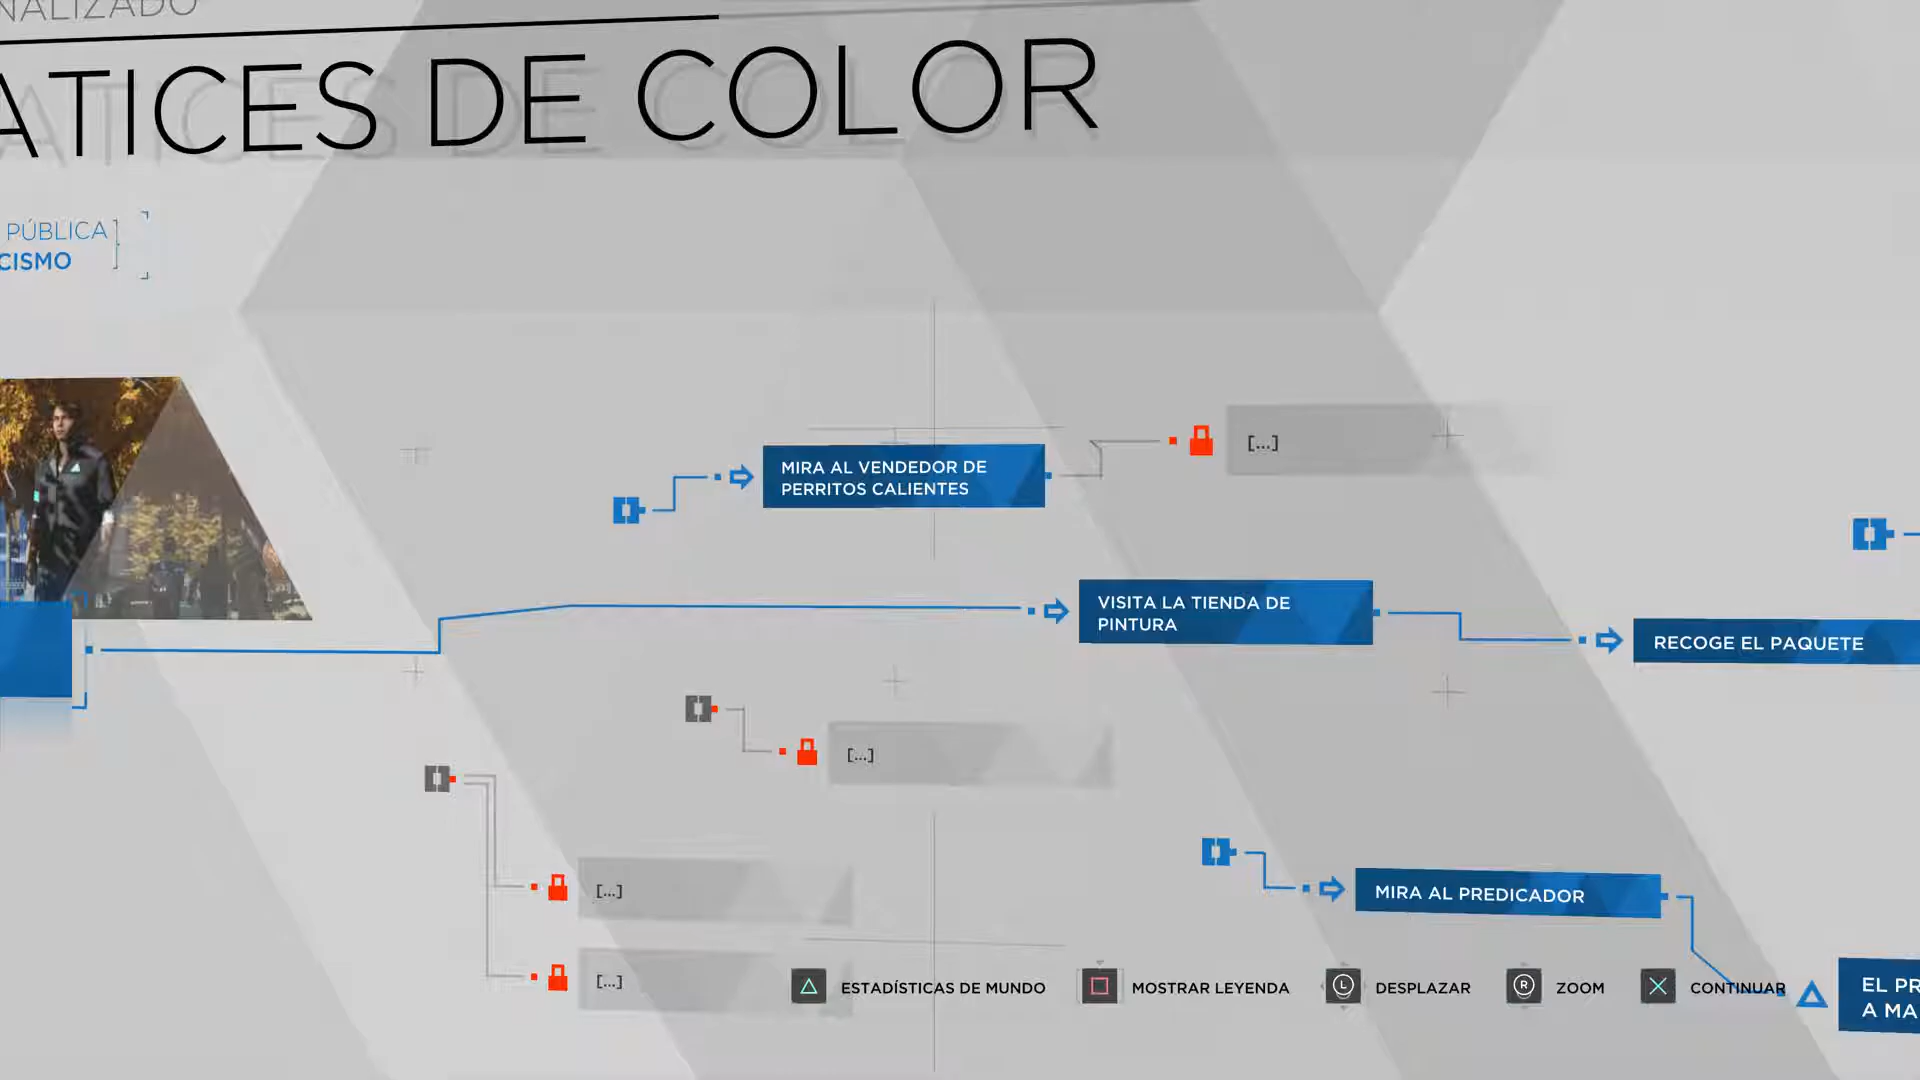 NALIZADO
ATICES DE COLOR
PÚBLICA
CISMO
[...]
MIRA AL VENDEDOR DE
PERRITOS CALIENTES
VISITA LA TIENDA DE
PINTURA
RECOGE EL PAQUETE
[...]
[...]
MIRA AL PREDICADOR
[...]
ESTADÍSTICAS DE MUNDO
MOSTRAR LEYENDA
L
DESPLAZAR
R
ZOOM
CONTINUAR
EL PR
A MA